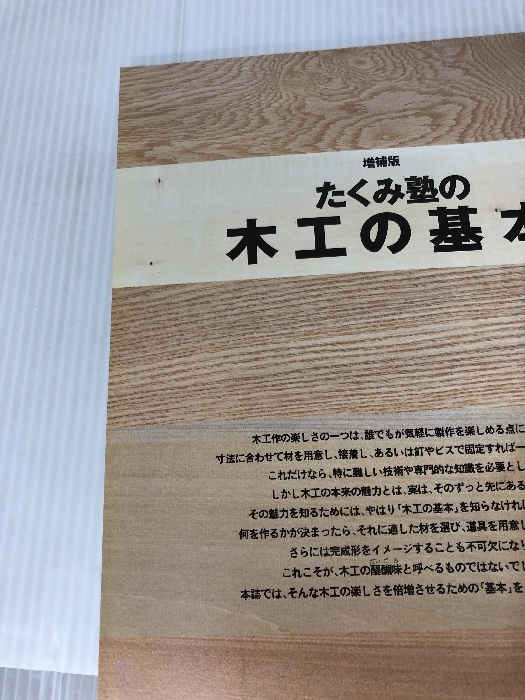 増補版
たくみ塾の
木工の基本
木工作の楽しさの一つは、誰でもが気軽に製作を楽しめる点に
寸法に合わせて材を用意し、接着し、あるいは釘やビスで固定すれば一
これだけなら、特に難しい技術や専門的な知識を必要とし
しかし木工の本来の魅力とは、実は、そのずっと先にある
その魅力を知るためには、やはり「木工の基本」を知らなければ
何を作るかが決まったら、それに適した材を選び、道具を用意し
さらには完成形をイメージすることも不可欠になり
これこそが、木工の醍醐味と呼べるものではないでし
本誌では、そんな木工の楽しさを倍増させるための「基本」を